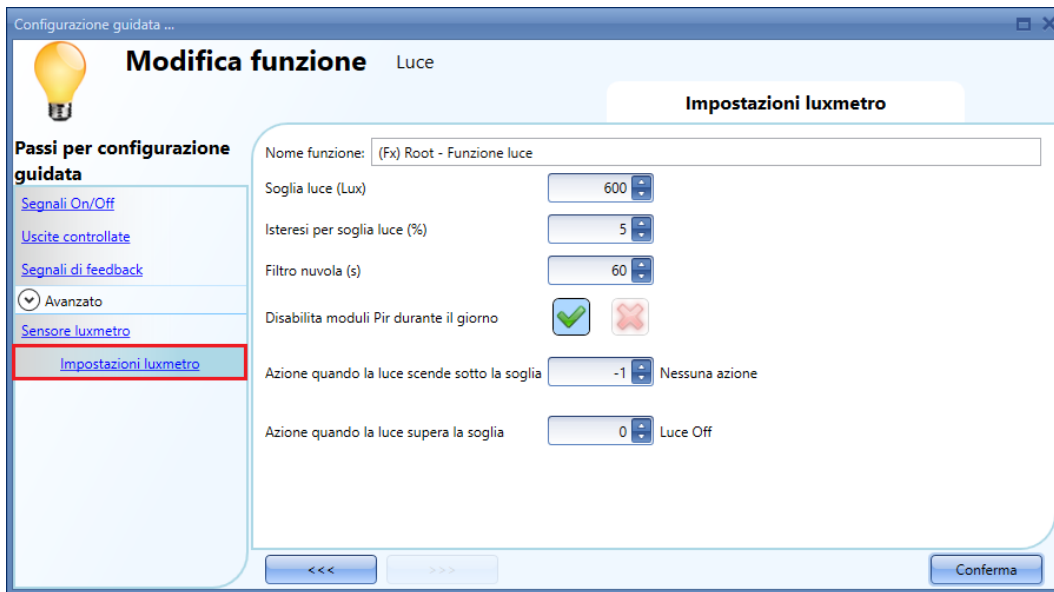 Configurazione guidata ...
Modifica funzione Luce
Impostazioni luxmetro
Passi per configurazione
guidata
Segnali On/Off
Uscite controllate
Segnali di feedback
Avanzato
Sensore luxmetro
Impostazioni luxmetro
Nome funzione: (Fx) Root - Funzione luce
Soglia luce (Lux) 600
Isteresi per soglia luce (%) 5
Filtro nuvola (s) 60
Disabilita moduli Pir durante il giorno
Azione quando la luce scende sotto la soglia -1 Nessuna azione
Azione quando la luce supera la soglia 0 Luce Off
<<< >>> Conferma